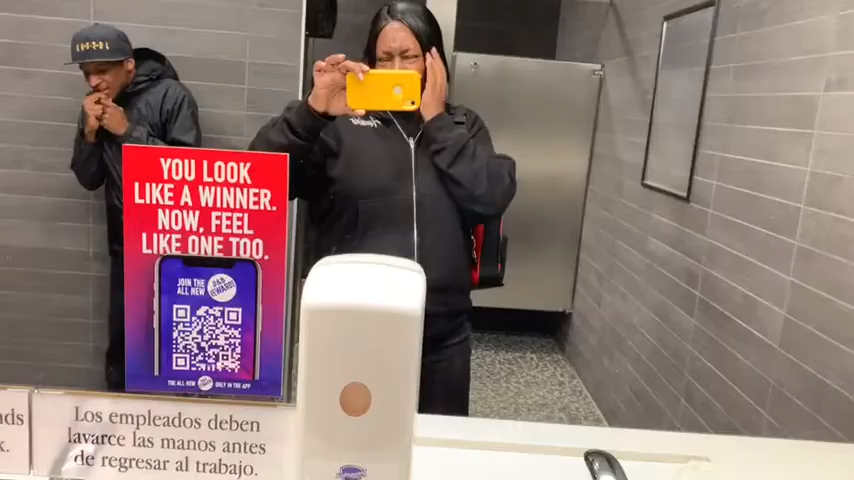 YOU LOOK
LIKE A WINNER.
NOW, FEEL
LIKE ONE TOO.
JOIN THE
ALL NEW
D&B
REWARDS
THE ALL NEW
ONLY IN THE APP
Los empleados deben
lavarce las manos antes
de regresar al trabajo.